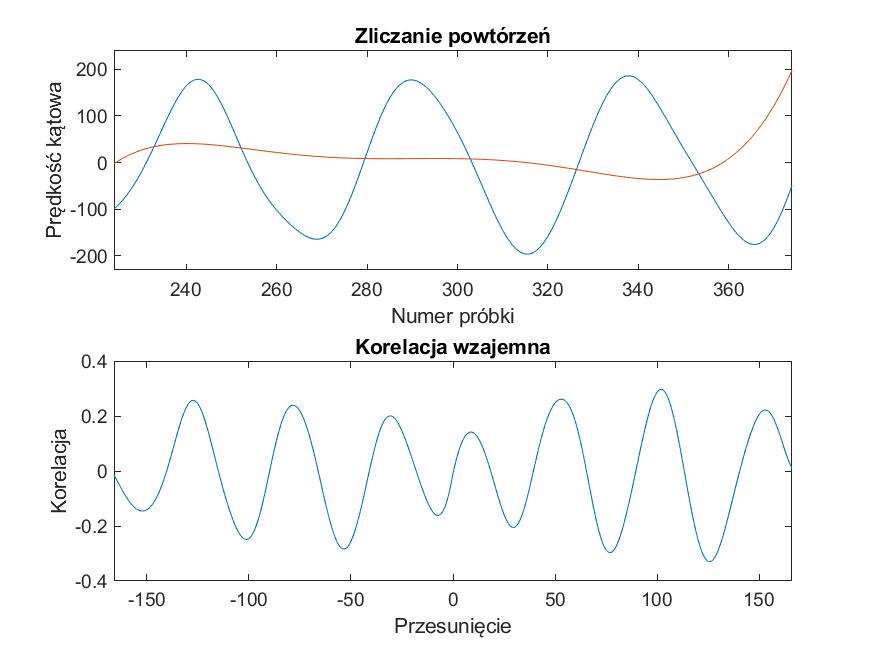 Zliczanie powtórzeń
200
100
0
-100
-200
Prędkość kątowa
240 260 280 300 320 340 360
Numer próbki
Korelacja wzajemna
0.4
0.2
0
-0.2
-0.4
Korelacja
-150 -100 -50 0 50 100 150
Przesunięcie